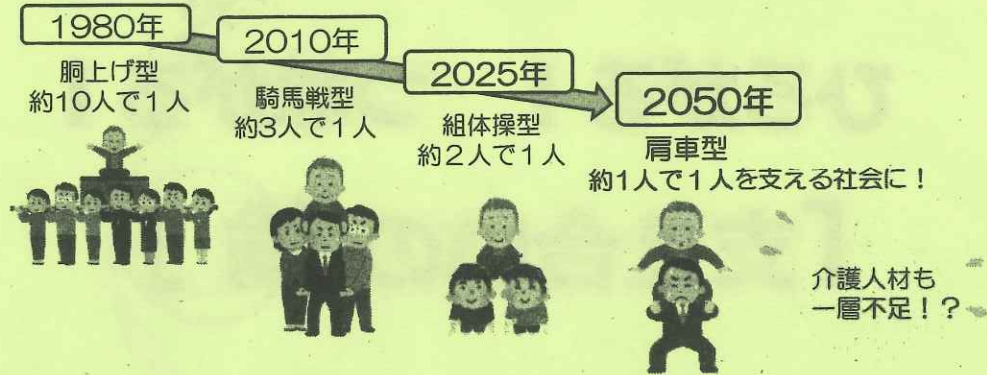 1980年
胴上げ型
約10人で1人
2010年
騎馬戦型
約3人で1人
2025年
組体操型
約2人で1人
2050年
肩車型
約1人で1人を支える社会に！
介護人材も
一層不足！？